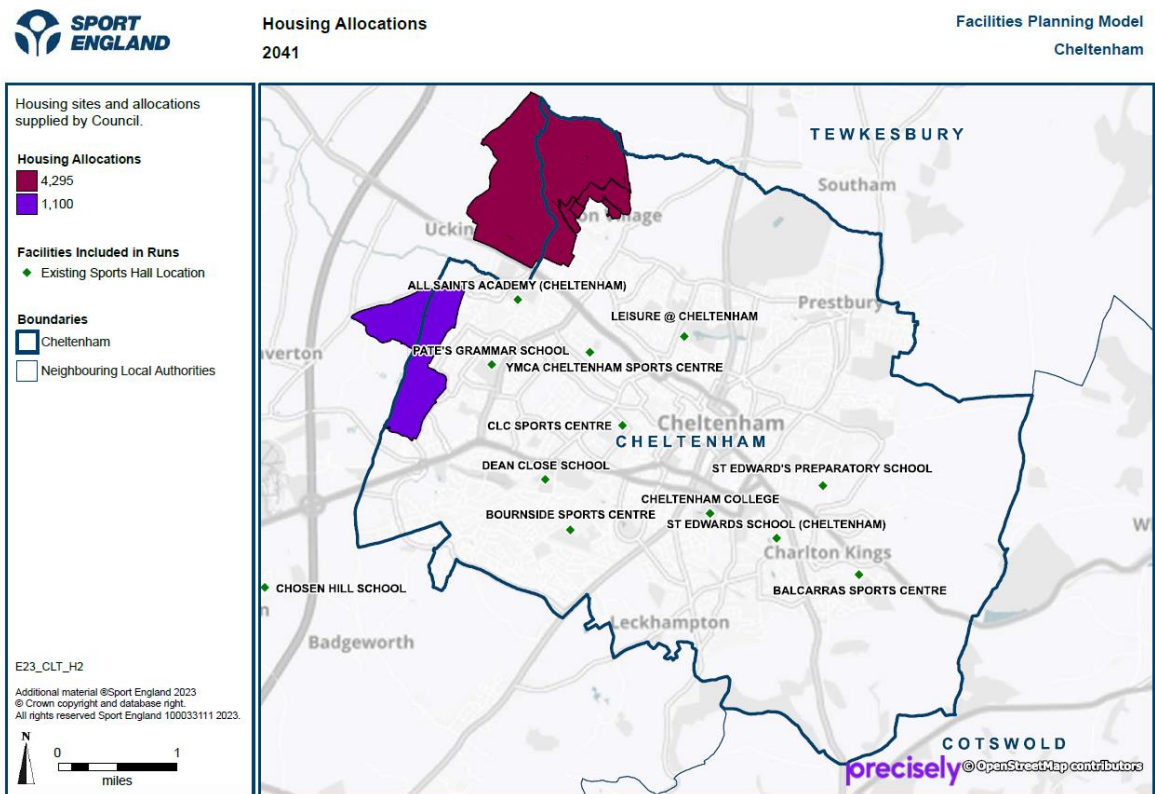 SPORT
ENGLAND
Housing Allocations
2041
Facilities Planning Model
Cheltenham
Housing sites and allocations
supplied by Council.
Housing Allocations
4,295
1,100
Facilities Included in Runs
Existing Sports Hall Location
Boundaries
Cheltenham
Neighbouring Local Authorities
E23_CLT_H2
Additional material ©Sport England 2023
© Crown copyright and database right.
All rights reserved Sport England 100033111 2023.
N
0 1
miles
TEWKESBURY
Southam
on Village
Uckin
ALL SAINTS ACADEMY (CHELTENHAM)
Prestbury
LEISURE @ CHELTENHAM
averton
PATE'S GRAMMAR SCHOOL
YMCA CHELTENHAM SPORTS CENTRE
CLC SPORTS CENTRE
Cheltenham
CHELTENHAM
DEAN CLOSE SCHOOL
ST EDWARD'S PREPARATORY SCHOOL
CHELTENHAM COLLEGE
BOURNSIDE SPORTS CENTRE
ST EDWARDS SCHOOL (CHELTENHAM)
W
Charlton Kings
CHOSEN HILL SCHOOL
BALCARRAS SPORTS CENTRE
n
Leckhampton
Badgeworth
COTSWOLD
precisely © OpenStreetMap contributors